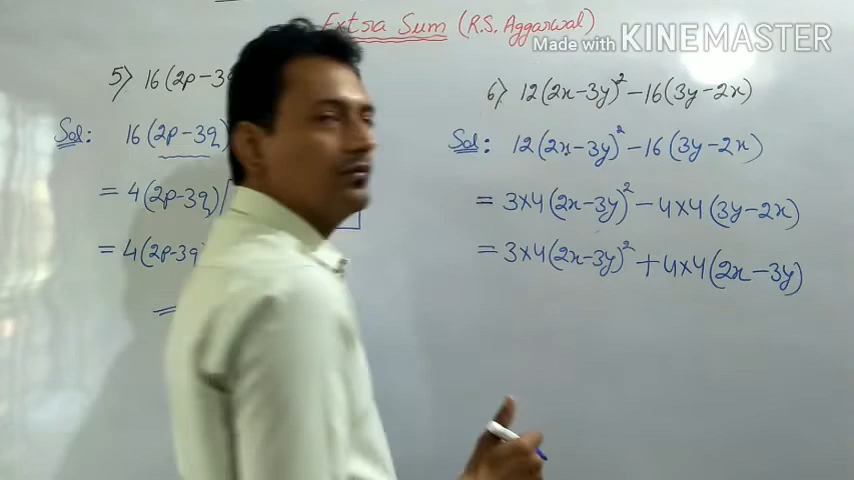 Extra Sum (R.S. Aggarwal)
Made with KINEMASTER
5> 16(2p-3
Sol: 16(2p-3q)
= 4(2p-3q)
= 4(2p-3q
=
6> 12(2x-3y)² -16(3y-2x)
Sol: 12(2x-3y)² -16(3y-2x)
= 3×4(2x-3y)² - 4×4(3y-2x)
= 3×4(2x-3y)² + 4×4(2x-3y)